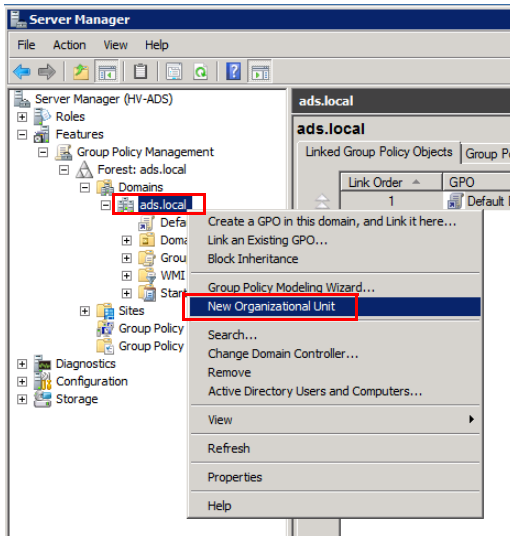 Server Manager
File Action View Help
Server Manager (HV-ADS)
Roles
Features
Group Policy Management
Forest: ads.local
Domains
ads.local
Defa
Doma
Grou
WMI
Start
Sites
Group Policy
Group Policy
Diagnostics
Configuration
Storage
ads.local
ads.local
Linked Group Policy Objects Group P
Link Order GPO
1 Default
Create a GPO in this domain, and Link it here...
Link an Existing GPO...
Block Inheritance
Group Policy Modeling Wizard...
New Organizational Unit
Search...
Change Domain Controller...
Remove
Active Directory Users and Computers...
View
Refresh
Properties
Help